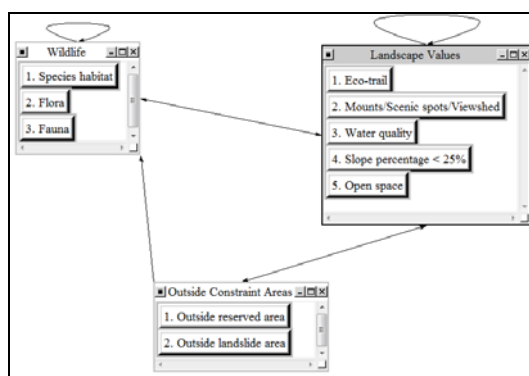 Wildlife
1. Species habitat
2. Flora
3. Fauna
Landscape Values
1. Eco-trail
2. Mounts/Scenic spots/Viewshed
3. Water quality
4. Slope percentage < 25%
5. Open space
Outside Constraint Areas
1. Outside reserved area
2. Outside landslide area